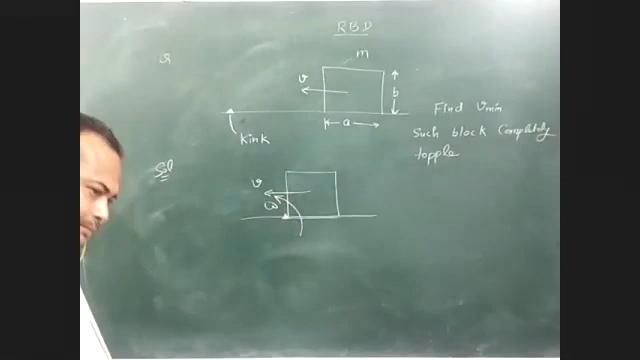 RBD
m
v
b
a
kink
Find vmin
Such block Completely
topple
Sol
v
ω